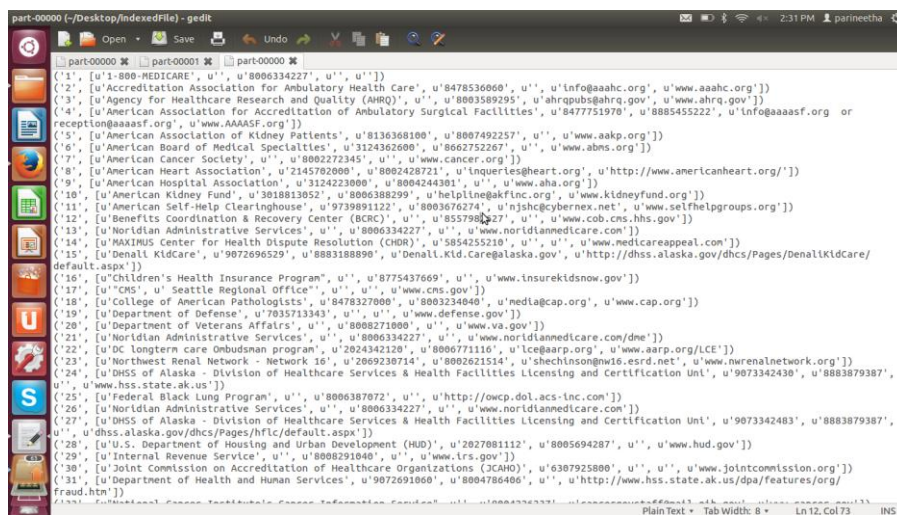 part-00000 (~/Desktop/indexedFile) - gedit
2:31 PM parineetha
Open Save Undo
part-00000 part-00001 part-00000
('1', [u'1-800-MEDICARE', u'', u'8006334227', u'', u''])
('2', [u'Accreditation Association for Ambulatory Health Care', u'8478536060', u'', u'info@aaahc.org', u'www.aaahc.org'])
('3', [u'Agency for Healthcare Research and Quality (AHRQ)', u'', u'8003589295', u'ahrqpubs@ahrq.gov', u'www.ahrq.gov'])
('4', [u'American Association for Accreditation of Ambulatory Surgical Facilities', u'8477751970', u'8885455222', u'info@aaaasf.org or
reception@aaaasf.org', u'www.AAAASF.org'])
('5', [u'American Association of Kidney Patients', u'8136368100', u'8007492257', u'', u'www.aakp.org'])
('6', [u'American Board of Medical Specialties', u'3124362600', u'8662752267', u'', u'www.abms.org'])
('7', [u'American Cancer Society', u'', u'8002272345', u'', u'www.cancer.org'])
('8', [u'American Heart Association', u'2145702000', u'8002428721', u'inqueries@heart.org', u'http://www.americanheart.org/'])
('9', [u'American Hospital Association', u'3124223000', u'8004244301', u'', u'www.aha.org'])
('10', [u'American Kidney Fund', u'3018813052', u'8006388299', u'helpline@akfinc.org', u'www.kidneyfund.org'])
('11', [u'American Self-Help Clearinghouse', u'9739891122', u'8003676274', u'njshc@cybernex.net', u'www.selfhelpgroups.org'])
('12', [u'Benefits Coordination & Recovery Center (BCRC)', u'', u', u'', u'www.cob.cms.hhs.gov'])
('13', [u'Noridian Administrative Services', u'', u'8006334227', u'', u'www.noridianmedicare.com'])
('14', [u'MAXIMUS Center for Health Dispute Resolution (CHDR)', u'5854255210', u'', u'', u'www.medicareappeal.com'])
('15', [u'Denali KidCare', u'9072696529', u'8883188890', u'Denali.Kid.Care@alaska.gov', u'http://dhss.alaska.gov/dhcs/Pages/DenaliKidCare/
default.aspx'])
('16', [u"Children's Health Insurance Program", u'', u'8775437669', u'', u'www.insurekidsnow.gov'])
('17', [u'"CMS', u' Seattle Regional Office"', u'', u'', u'www.cms.gov'])
('18', [u'College of American Pathologists', u'8478327000', u'8003234040', u'media@cap.org', u'www.cap.org'])
('19', [u'Department of Defense', u'7035713343', u'', u'', u'www.defense.gov'])
('20', [u'Department of Veterans Affairs', u'', u'8008271000', u'', u'www.va.gov'])
('21', [u'Noridian Administrative Services', u'', u'8006334227', u'', u'www.noridianmedicare.com/dme'])
('22', [u'DC longterm care Ombudsman program', u'2024342120', u'8006771116', u'lce@aarp.org', u'www.aarp.org/LCE'])
('23', [u'Northwest Renal Network - Network 16', u'2069230714', u'8002621514', u'shechinson@nw16.esrd.net', u'www.nwrenalnetwork.org'])
('24', [u'DHSS of Alaska - Division of Healthcare Services & Health Facilities Licensing and Certification Uni', u'9073342430', u'8883879387',
u'', u'www.hss.state.ak.us'])
('25', [u'Federal Black Lung Program', u'', u'8006387072', u'', u'http://owcp.dol.acs-inc.com'])
('26', [u'Noridian Administrative Services', u'', u'8006334227', u'', u'www.noridianmedicare.com'])
('27', [u'DHSS of Alaska - Division of Healthcare Services & Health Facilities Licensing and Certification Uni', u'9073342483', u'8883879387',
u'', u'dhss.alaska.gov/dhcs/Pages/hflc/default.aspx'])
('28', [u'U.S. Department of Housing and Urban Development (HUD)', u'2027081112', u'8005694287', u'', u'www.hud.gov'])
('29', [u'Internal Revenue Service', u'', u'8008291040', u'', u'www.irs.gov'])
('30', [u'Joint Commission on Accreditation of Healthcare Organizations (JCAHO)', u'6307925800', u'', u'', u'www.jointcommission.org'])
('31', [u'Department of Health and Human Services', u'9072691060', u'8004786406', u'', u'http://www.hss.state.ak.us/dpa/features/org/
fraud.htm'])
Plain Text Tab Width: 8 Ln 12, Col 73 INS